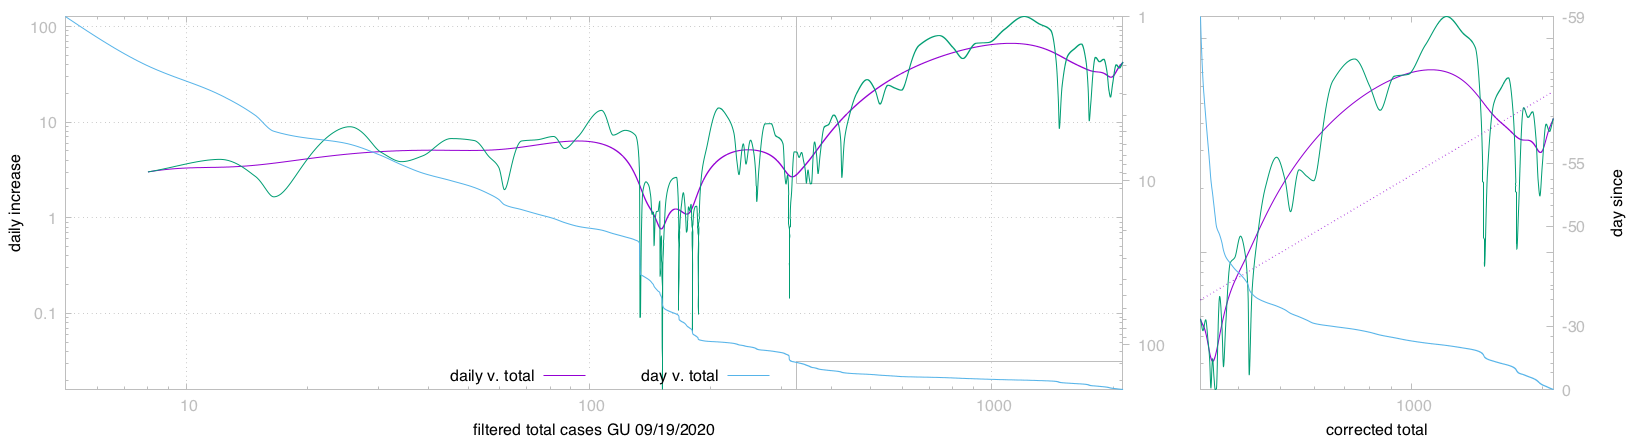 100
10
1
0.1
daily increase
10
100
1000
filtered total cases GU 09/19/2020
daily v. total
day v. total
1
10
100
1000
corrected total
-59
-55
-50
-30
0
day since